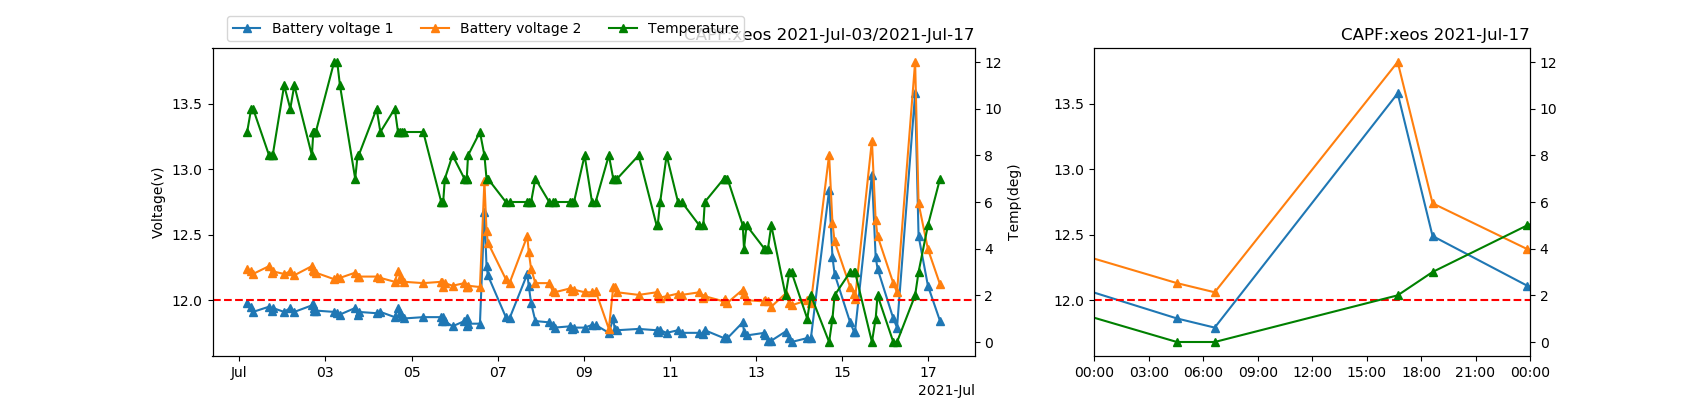 Battery voltage 1 Battery voltage 2 Temperature
CAPF:xeos 2021-Jul-03/2021-Jul-17
CAPF:xeos 2021-Jul-17
Voltage(v)
13.5
13.0
12.5
12.0
12
10
8
6
4
2
0
Temp(deg)
Jul 03 05 07 09 11 13 15 17
2021-Jul
12
10
8
6
4
2
0
13.5
13.0
12.5
12.0
00:00 03:00 06:00 09:00 12:00 15:00 18:00 21:00 00:00